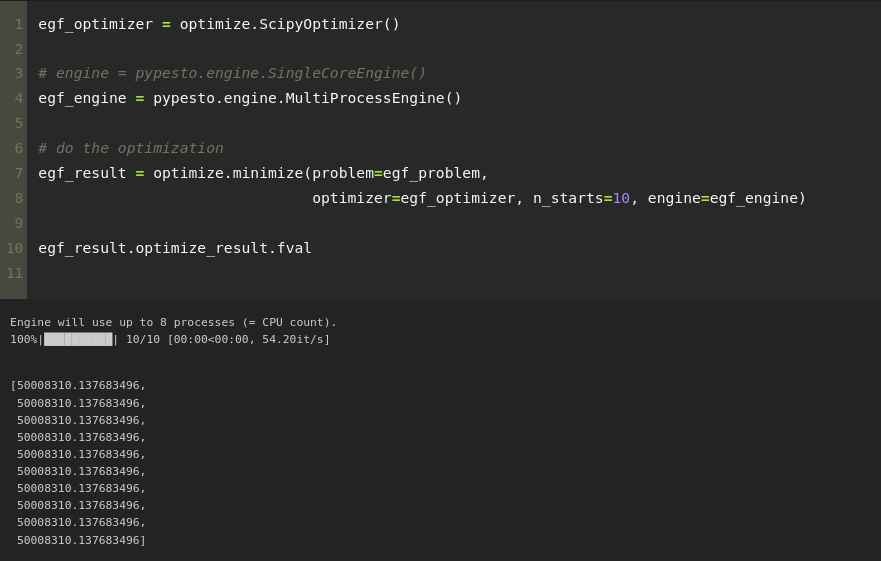 1 egf_optimizer = optimize.ScipyOptimizer()
2
3 # engine = pypesto.engine.SingleCoreEngine()
4 egf_engine = pypesto.engine.MultiProcessEngine()
5
6 # do the optimization
7 egf_result = optimize.minimize(problem=egf_problem,
8                                optimizer=egf_optimizer, n_starts=10, engine=egf_engine)
9
10 egf_result.optimize_result.fval
11
Engine will use up to 8 processes (= CPU count).
100%|██████████| 10/10 [00:00<00:00, 54.20it/s]
[50008310.137683496,
 50008310.137683496,
 50008310.137683496,
 50008310.137683496,
 50008310.137683496,
 50008310.137683496,
 50008310.137683496,
 50008310.137683496,
 50008310.137683496,
 50008310.137683496]